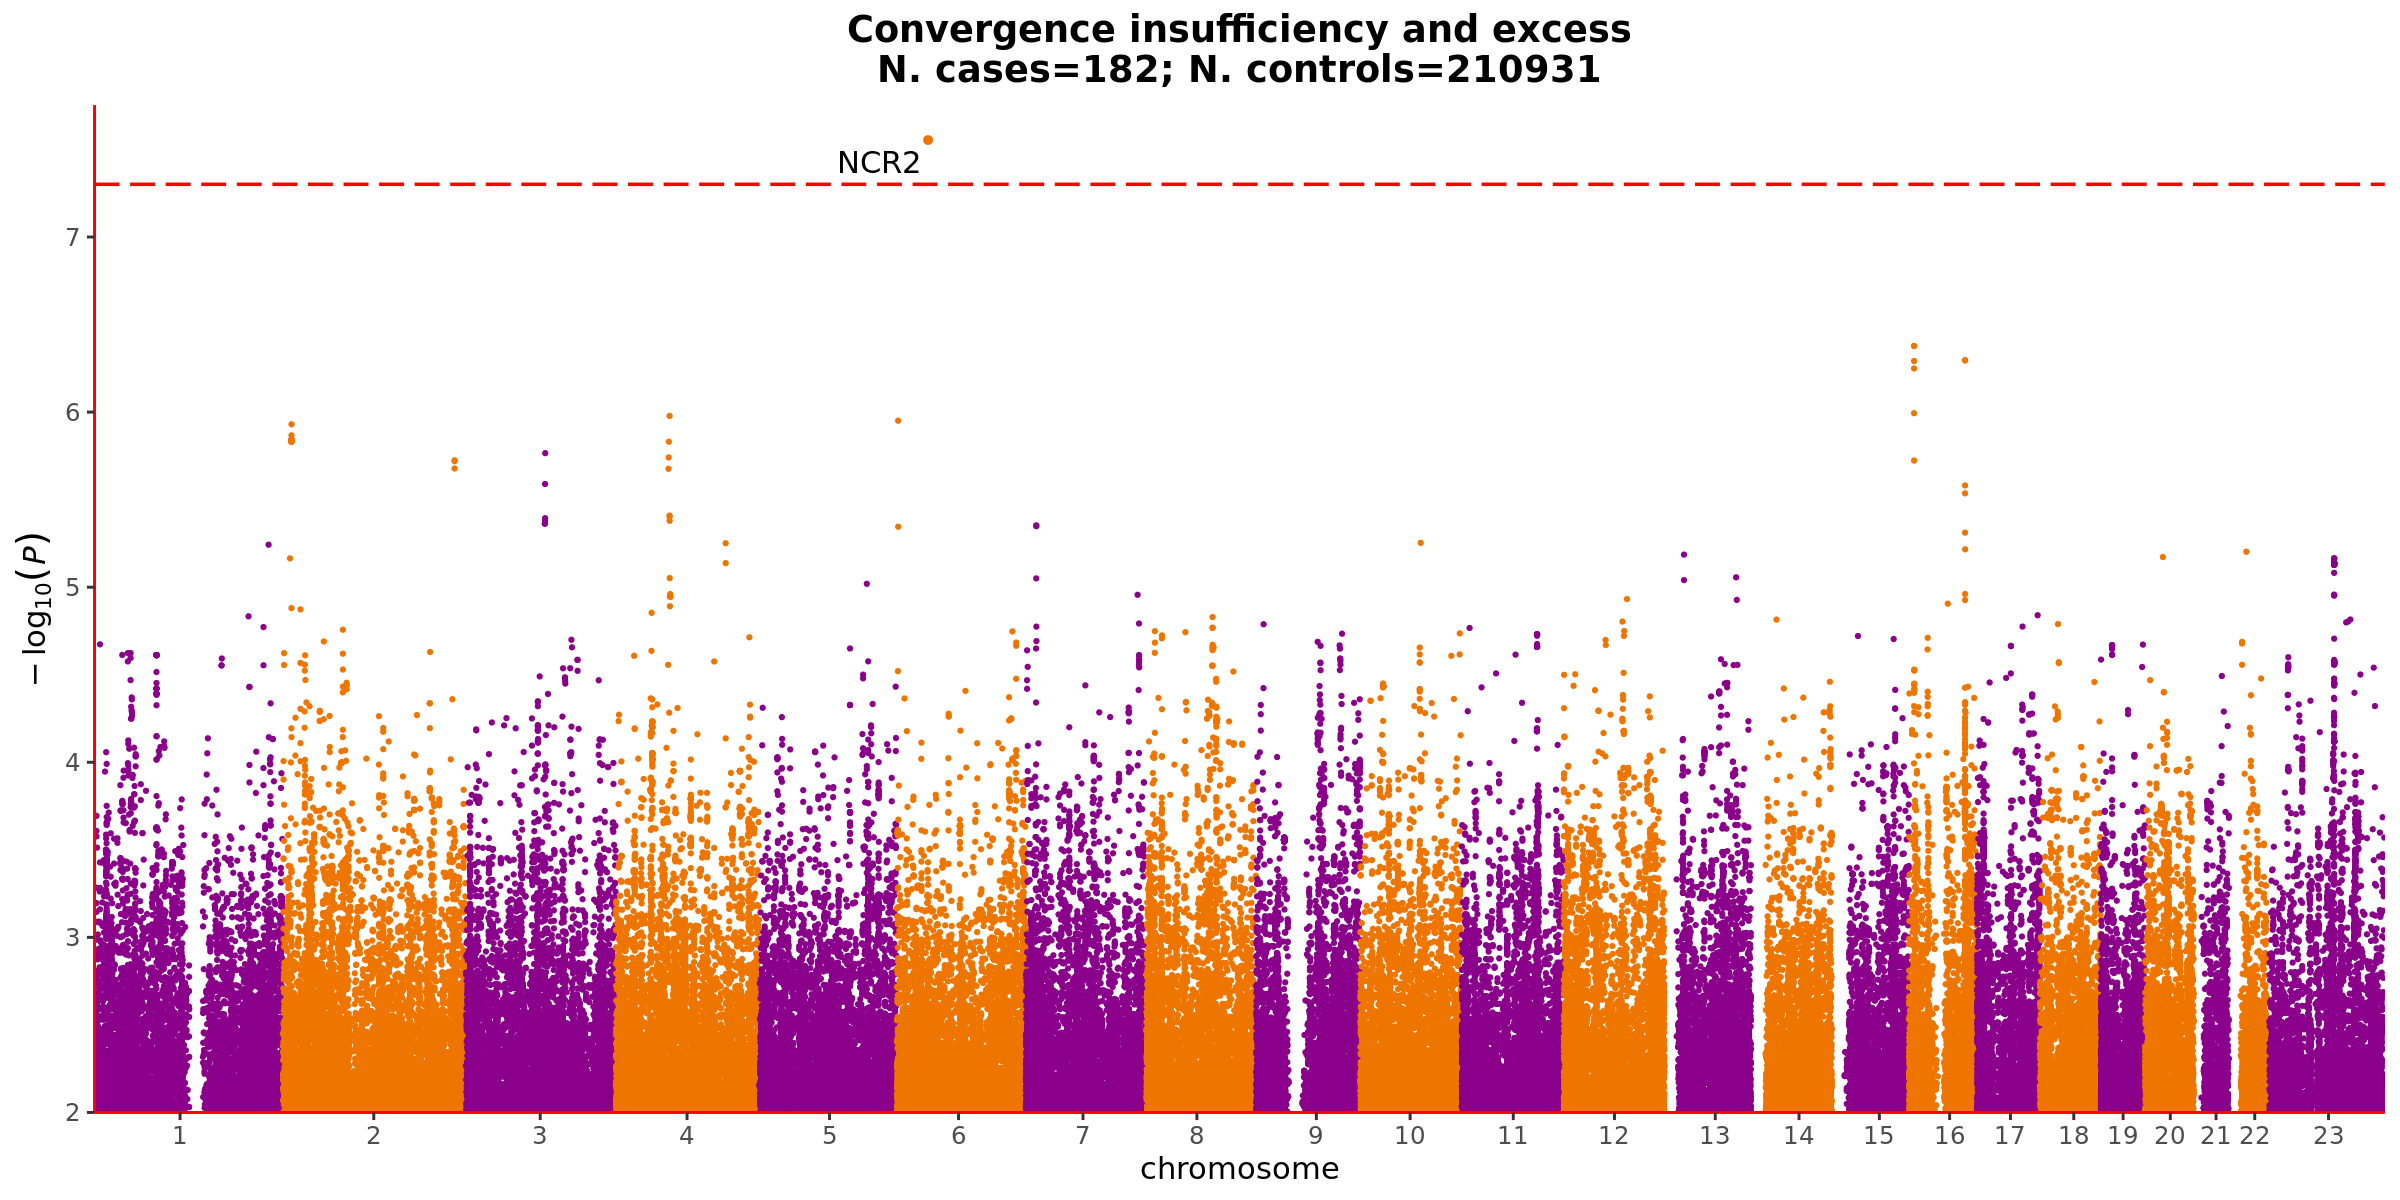 Convergence insufficiency and excess
N. cases=182; N. controls=210931
NCR2
7
6
5
4
3
2
−log10(P)
1 2 3 4 5 6 7 8 9 10 11 12 13 14 15 16 17 18 19 20 21 22 23
chromosome